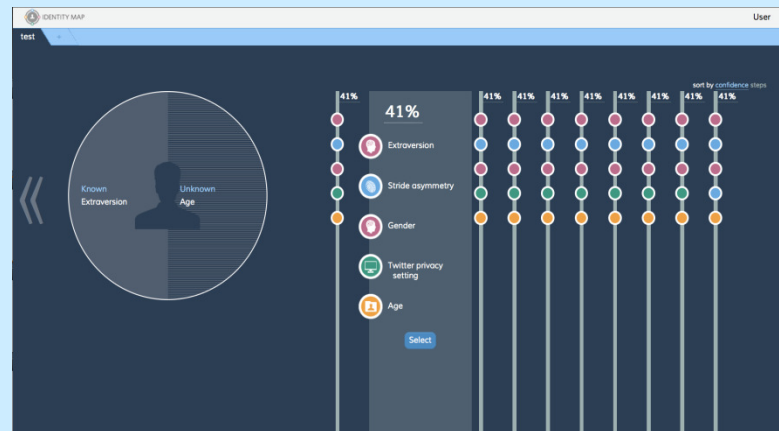 IDENTITY MAP
User
test
+
sort by confidence steps
41% 41% 41% 41% 41% 41% 41% 41% 41%
41%
Extraversion
Stride asymmetry
Known Unknown
Extraversion Age
Gender
Twitter privacy
setting
Age
Select